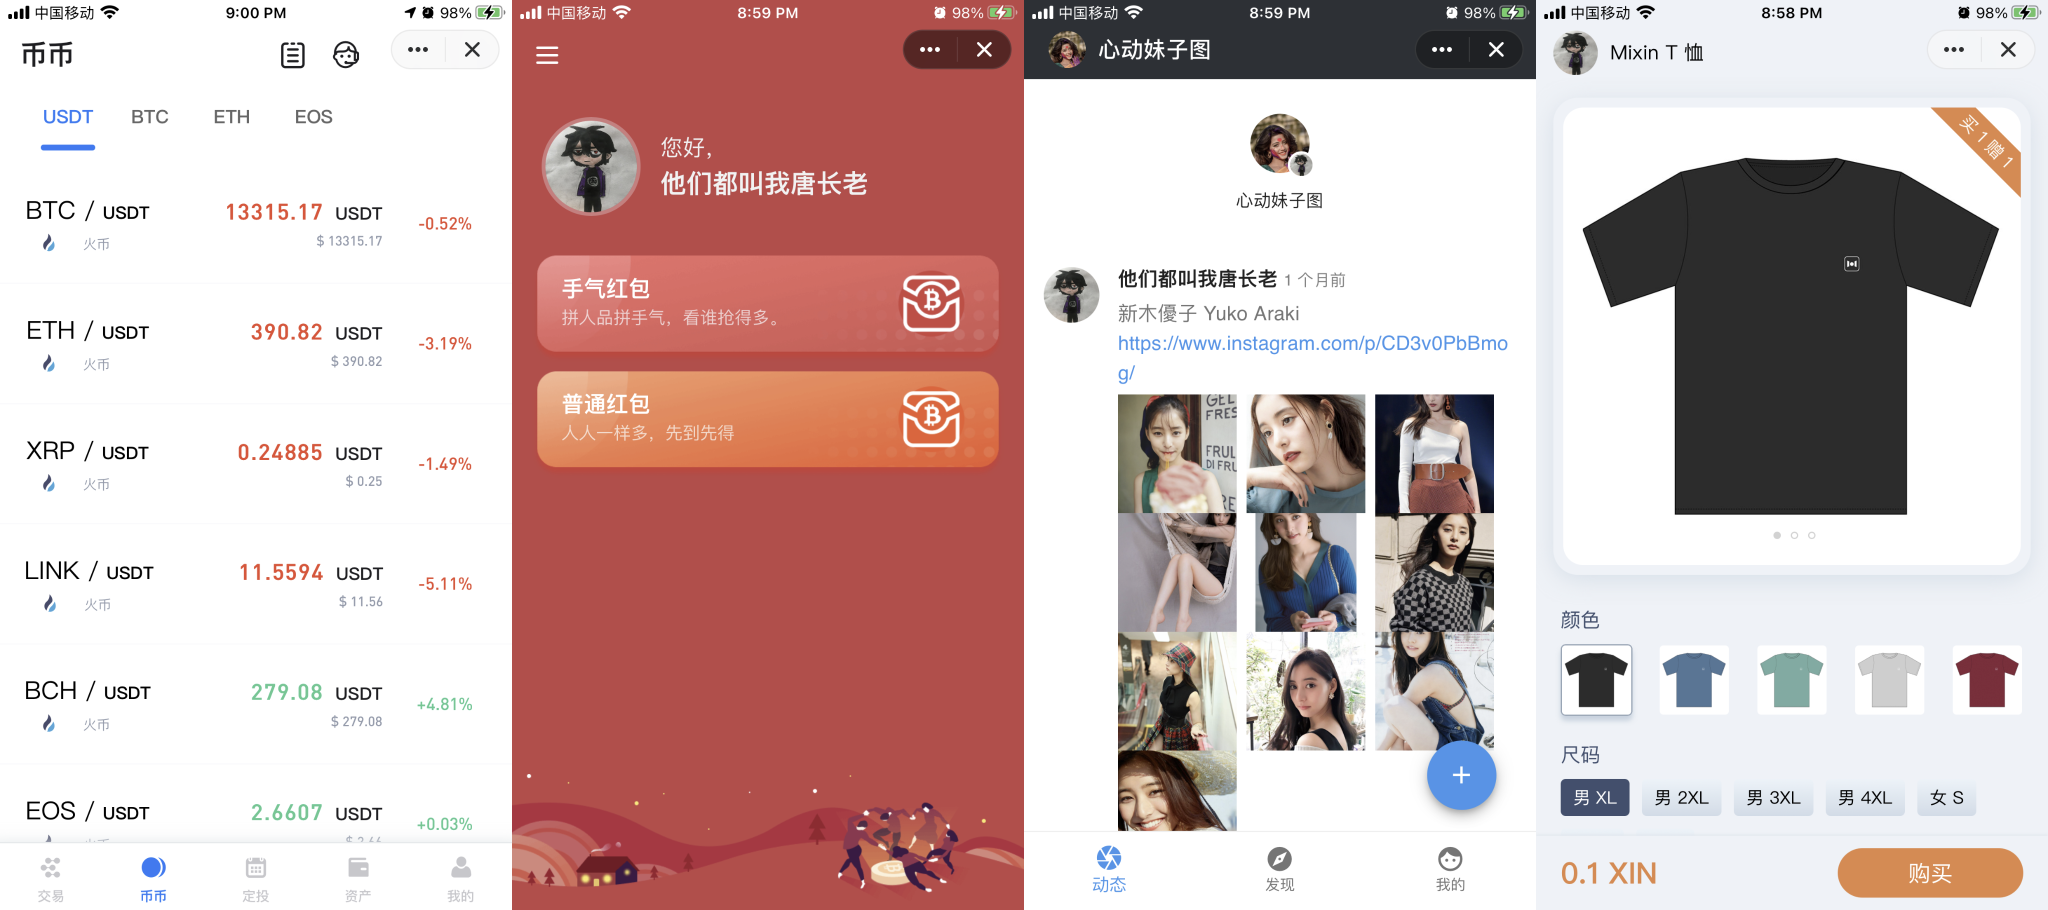 中国移动 9:00 PM 98%
币币
USDT BTC ETH EOS
BTC / USDT 13315.17 USDT -0.52%
火币 $ 13315.17
ETH / USDT 390.82 USDT -3.19%
火币 $ 390.82
XRP / USDT 0.24885 USDT -1.49%
火币 $ 0.25
LINK / USDT 11.5594 USDT -5.11%
火币 $ 11.56
BCH / USDT 279.08 USDT +4.81%
火币 $ 279.08
EOS / USDT 2.6607 USDT +0.03%
交易 币币 定投 资产 我的
中国移动 8:59 PM 98%
您好,
他们都叫我唐长老
手气红包
拼人品拼手气，看谁抢得多。
普通红包
人人一样多，先到先得
中国移动 8:59 PM 98%
心动妹子图
心动妹子图
他们都叫我唐长老 1 个月前
新木優子 Yuko Araki
https://www.instagram.com/p/CD3v0PbBmo
g/
动态 发现 我的
中国移动 8:58 PM 98%
Mixin T 恤
买 1 赠 1
颜色
尺码
男 XL 男 2XL 男 3XL 男 4XL 女 S
0.1 XIN 购买